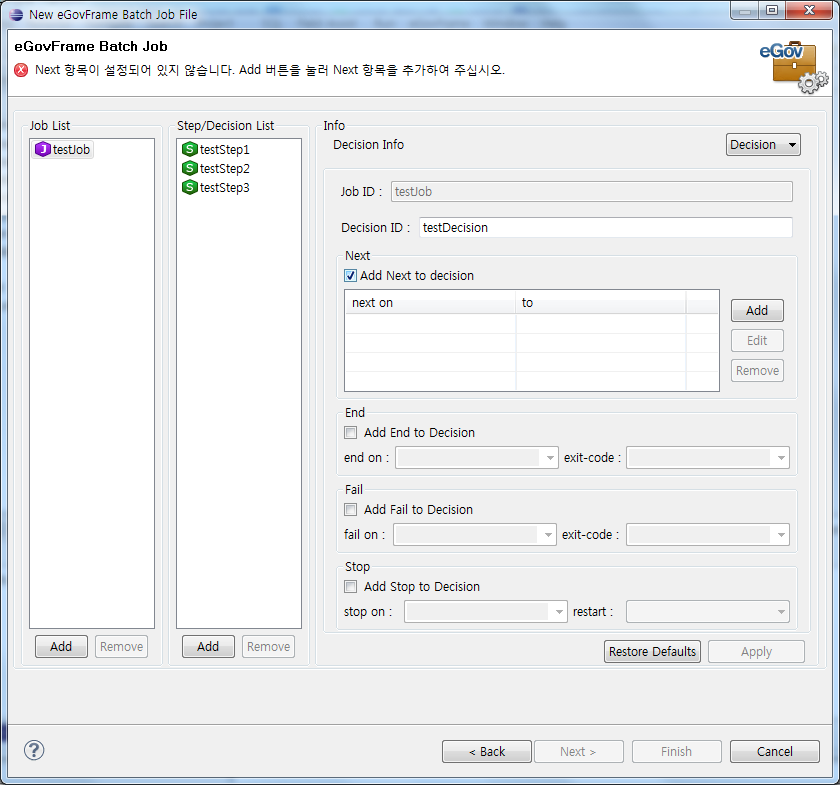 New eGovFrame Batch Job File
eGovFrame Batch Job
Next 항목이 설정되어 있지 않습니다. Add 버튼을 눌러 Next 항목을 추가하여 주십시오.
eGov
Job List
J testJob
Add
Remove
Step/Decision List
S testStep1
S testStep2
S testStep3
Add
Remove
Info
Decision Info
Decision
Job ID : testJob
Decision ID : testDecision
Next
Add Next to decision
next on to
Add
Edit
Remove
End
Add End to Decision
end on : exit-code :
Fail
Add Fail to Decision
fail on : exit-code :
Stop
Add Stop to Decision
stop on : restart :
Restore Defaults Apply
? < Back Next > Finish Cancel